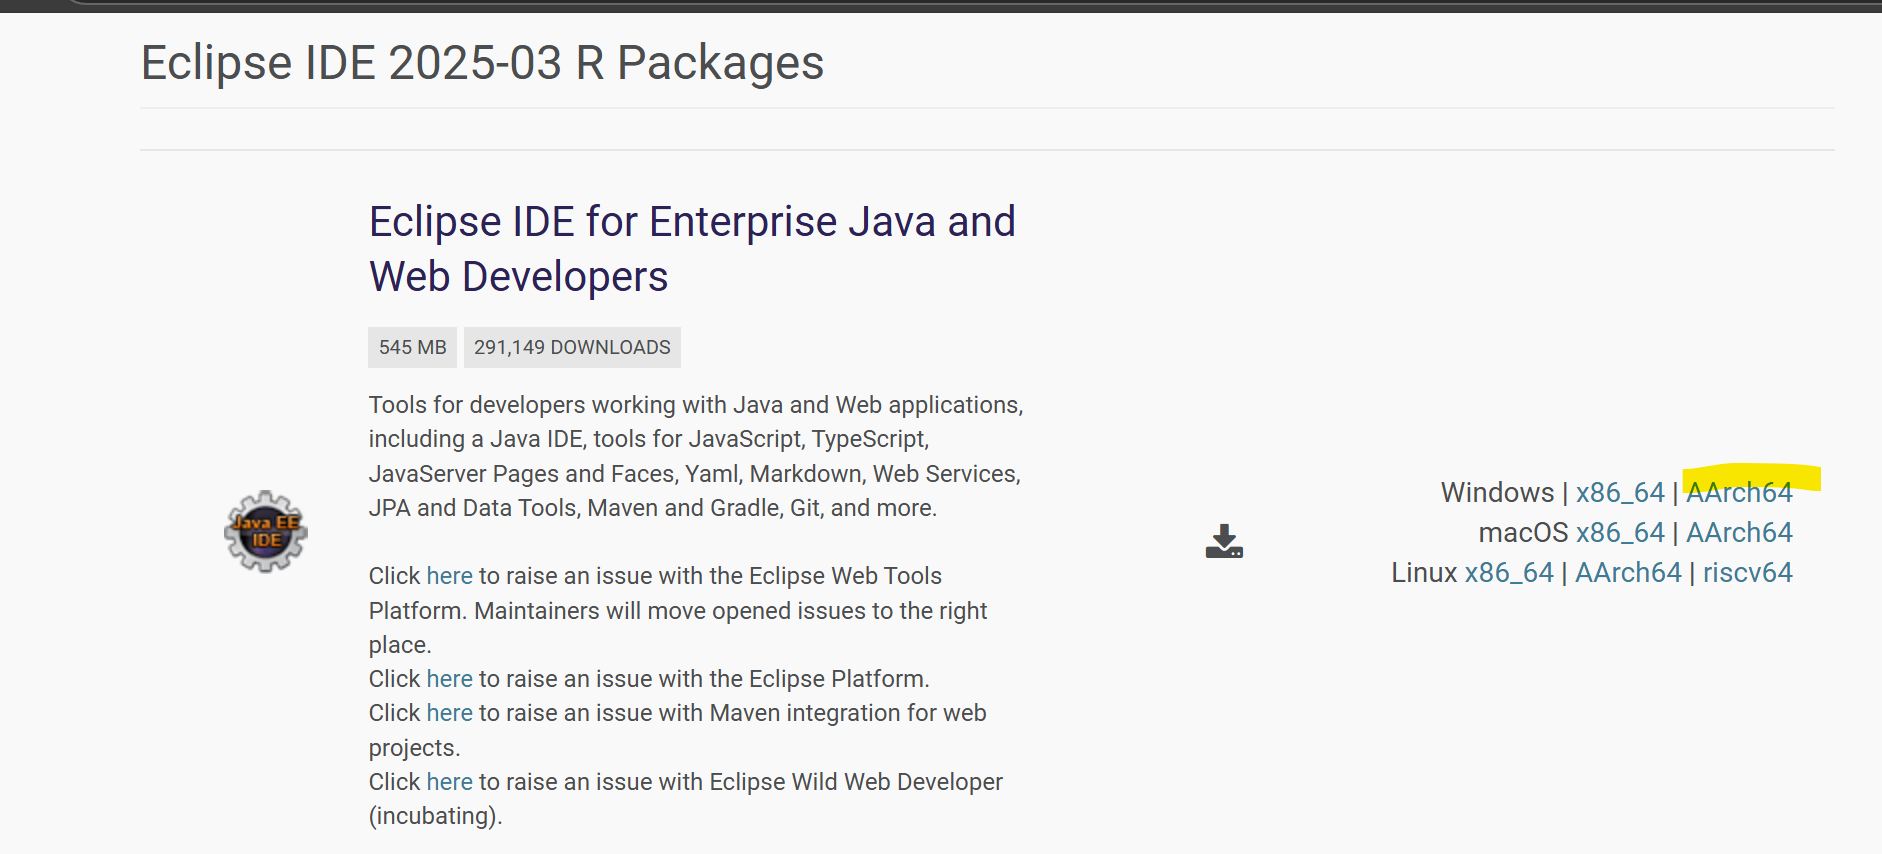 Eclipse IDE 2025-03 R Packages
Eclipse IDE for Enterprise Java and
Web Developers
545 MB 291,149 DOWNLOADS
Tools for developers working with Java and Web applications,
including a Java IDE, tools for JavaScript, TypeScript,
JavaServer Pages and Faces, Yaml, Markdown, Web Services,
JPA and Data Tools, Maven and Gradle, Git, and more.
Click here to raise an issue with the Eclipse Web Tools
Platform. Maintainers will move opened issues to the right
place.
Click here to raise an issue with the Eclipse Platform.
Click here to raise an issue with Maven integration for web
projects.
Click here to raise an issue with Eclipse Wild Web Developer
(incubating).
Java EE
IDE
Windows | x86_64 | AArch64
macOS x86_64 | AArch64
Linux x86_64 | AArch64 | riscv64